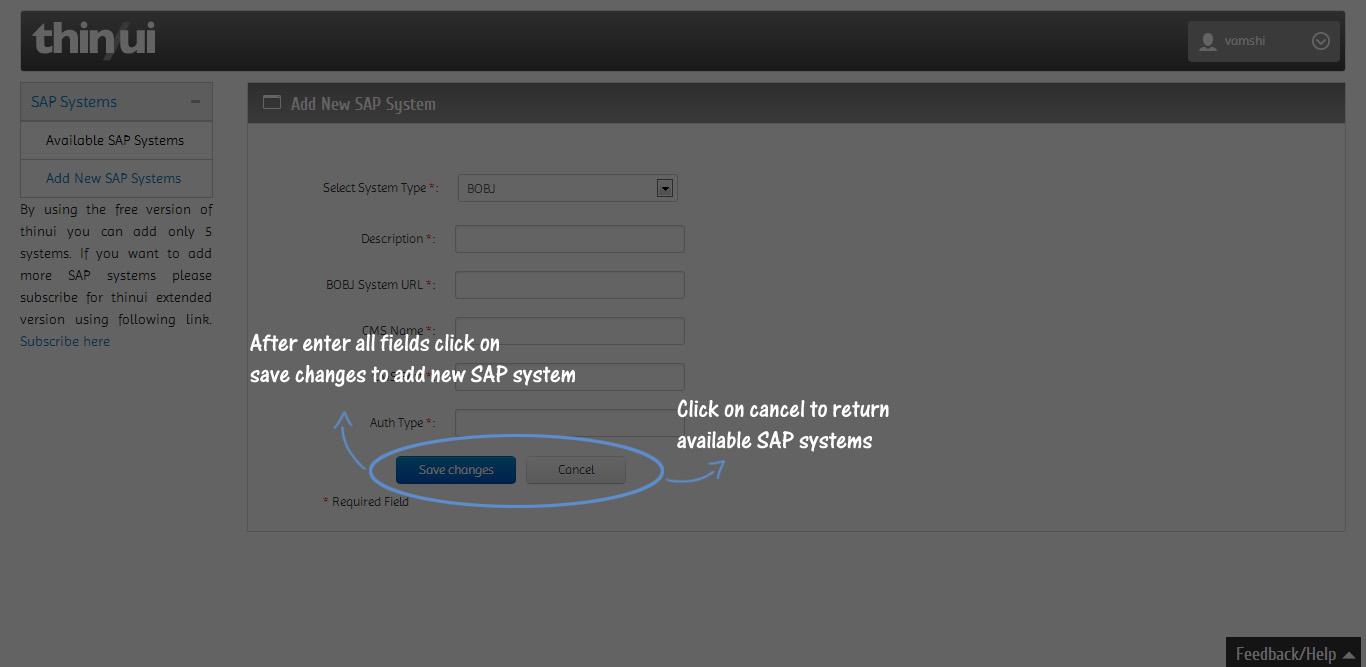 thin/ui
vamshi
SAP Systems
Available SAP Systems
Add New SAP Systems
By using the free version of
thinui you can add only 5
systems. If you want to add
more SAP systems please
subscribe for thinui extended
version using following link.
Subscribe here
Add New SAP System
Select System Type *:
BOBJ
Description *:
BOBJ System URL *:
CMS Name *:
After enter all fields click on
save changes to add new SAP system
Auth Type *:
Click on cancel to return
available SAP systems
Save changes
Cancel
* Required Field
Feedback/Help